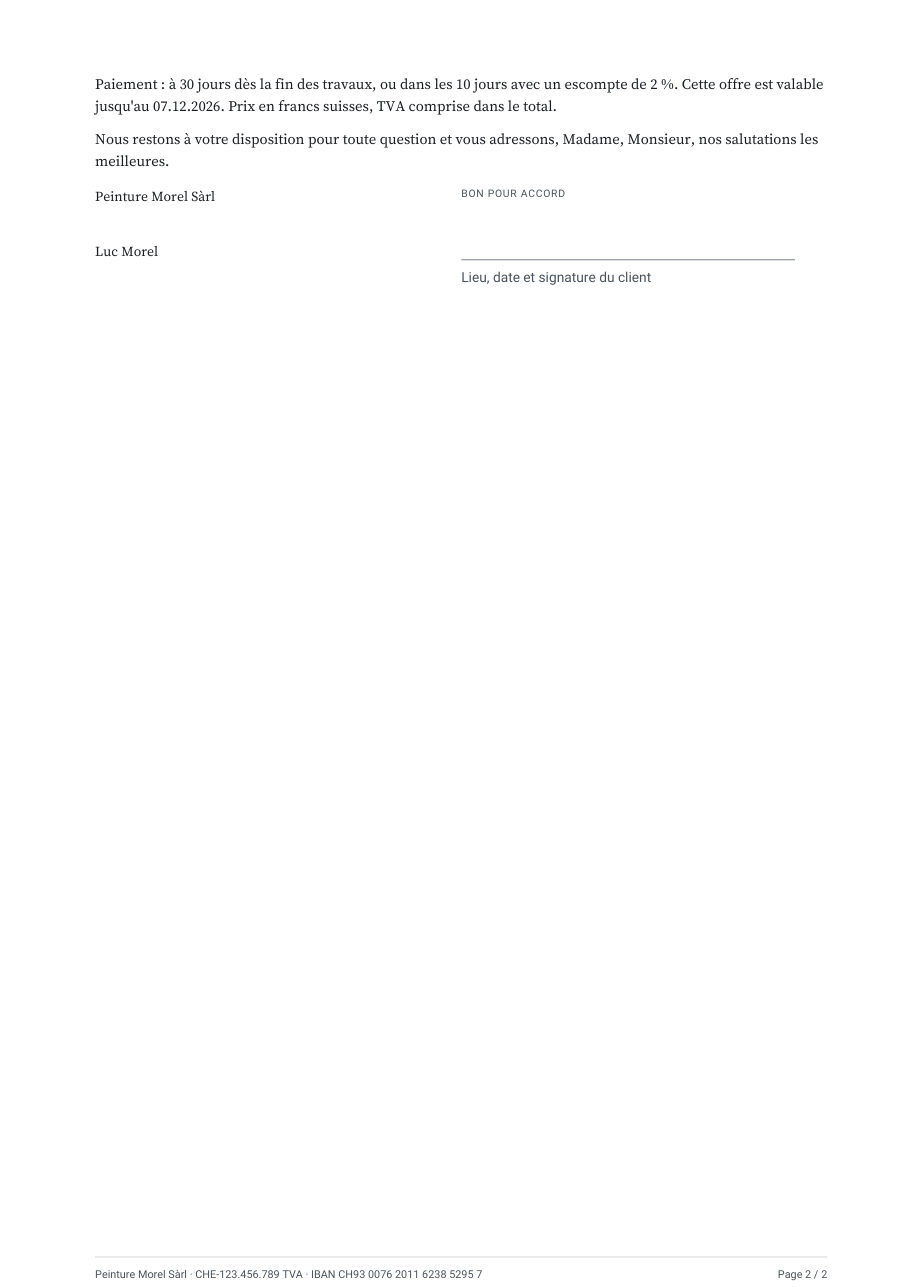 Paiement : à 30 jours dès la fin des travaux, ou dans les 10 jours avec un escompte de 2 %. Cette offre est valable
jusqu'au 07.12.2026. Prix en francs suisses, TVA comprise dans le total.
Nous restons à votre disposition pour toute question et vous adressons, Madame, Monsieur, nos salutations les
meilleures.
Peinture Morel Sàrl
BON POUR ACCORD
Luc Morel
Lieu, date et signature du client
Peinture Morel Sàrl · CHE-123.456.789 TVA · IBAN CH93 0076 2011 6238 5295 7
Page 2 / 2